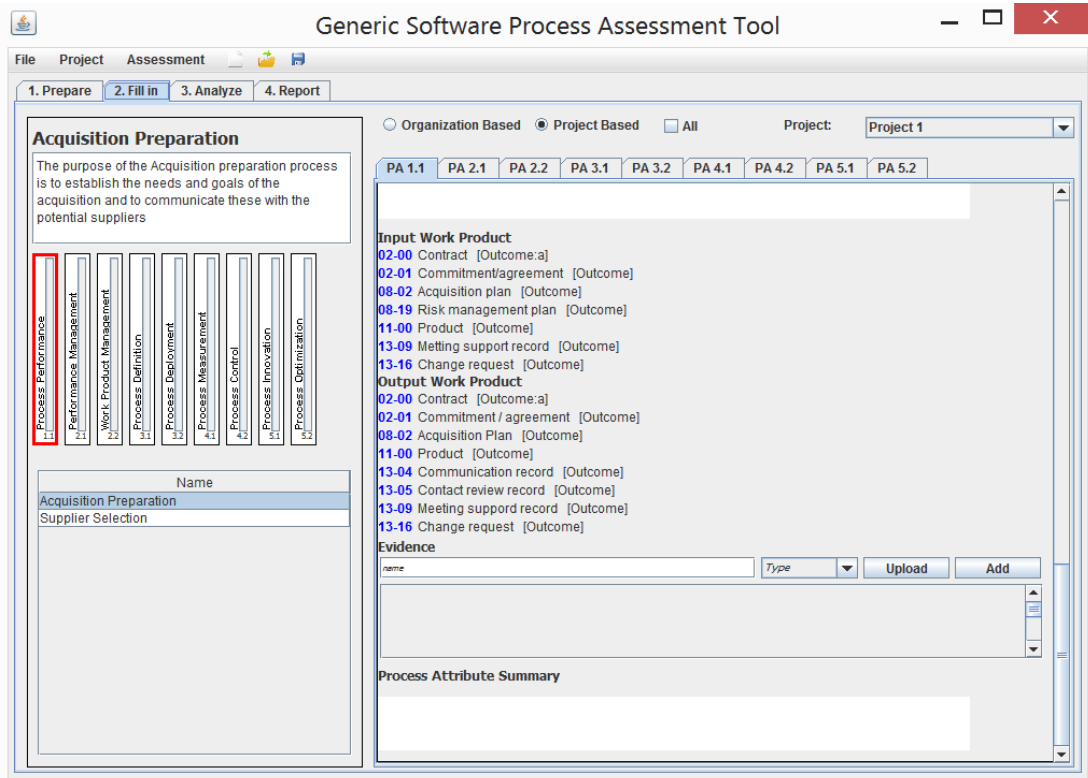 Generic Software Process Assessment Tool
File Project Assessment
1. Prepare 2. Fill in 3. Analyze 4. Report
Acquisition Preparation
The purpose of the Acquisition preparation process
is to establish the needs and goals of the
acquisition and to communicate these with the
potential suppliers
Process Performance
1.1
Performance Management
2.1
Work Product Management
2.2
Process Definition
3.1
Process Deployment
3.2
Process Measurement
4.1
Process Control
4.2
Process Innovation
5.1
Process Optimization
5.2
Name
Acquisition Preparation
Supplier Selection
Organization Based Project Based All Project: Project 1
PA 1.1 PA 2.1 PA 2.2 PA 3.1 PA 3.2 PA 4.1 PA 4.2 PA 5.1 PA 5.2
Input Work Product
02-00 Contract [Outcome:a]
02-01 Commitment/agreement [Outcome]
08-02 Acquisition plan [Outcome]
08-19 Risk management plan [Outcome]
11-00 Product [Outcome]
13-09 Metting support record [Outcome]
13-16 Change request [Outcome]
Output Work Product
02-00 Contract [Outcome:a]
02-01 Commitment / agreement [Outcome]
08-02 Acquisition Plan [Outcome]
11-00 Product [Outcome]
13-04 Communication record [Outcome]
13-05 Contact review record [Outcome]
13-09 Meeting suppord record [Outcome]
13-16 Change request [Outcome]
Evidence
name Type Upload Add
Process Attribute Summary